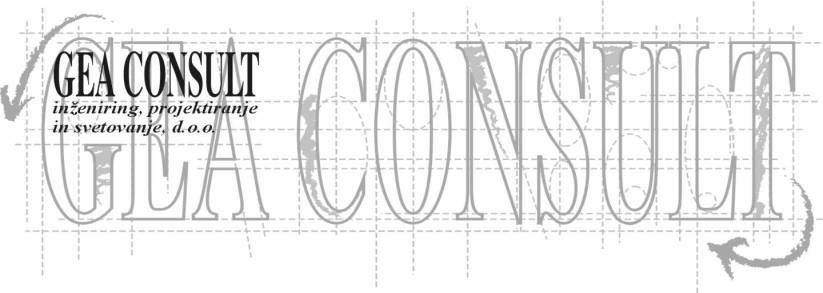 GEA CONSULT
GEA CONSULT
inženiring, projektiranje
in svetovanje, d.o.o.